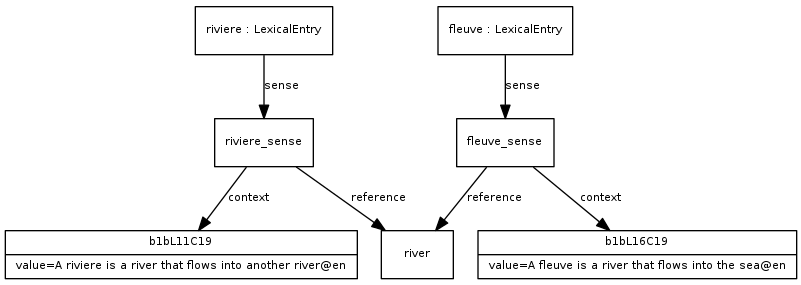 riviere : LexicalEntry
fleuve : LexicalEntry
sense
sense
riviere_sense
fleuve_sense
context
reference
reference
context
b1bL11C19
value=A riviere is a river that flows into another river@en
river
b1bL16C19
value=A fleuve is a river that flows into the sea@en